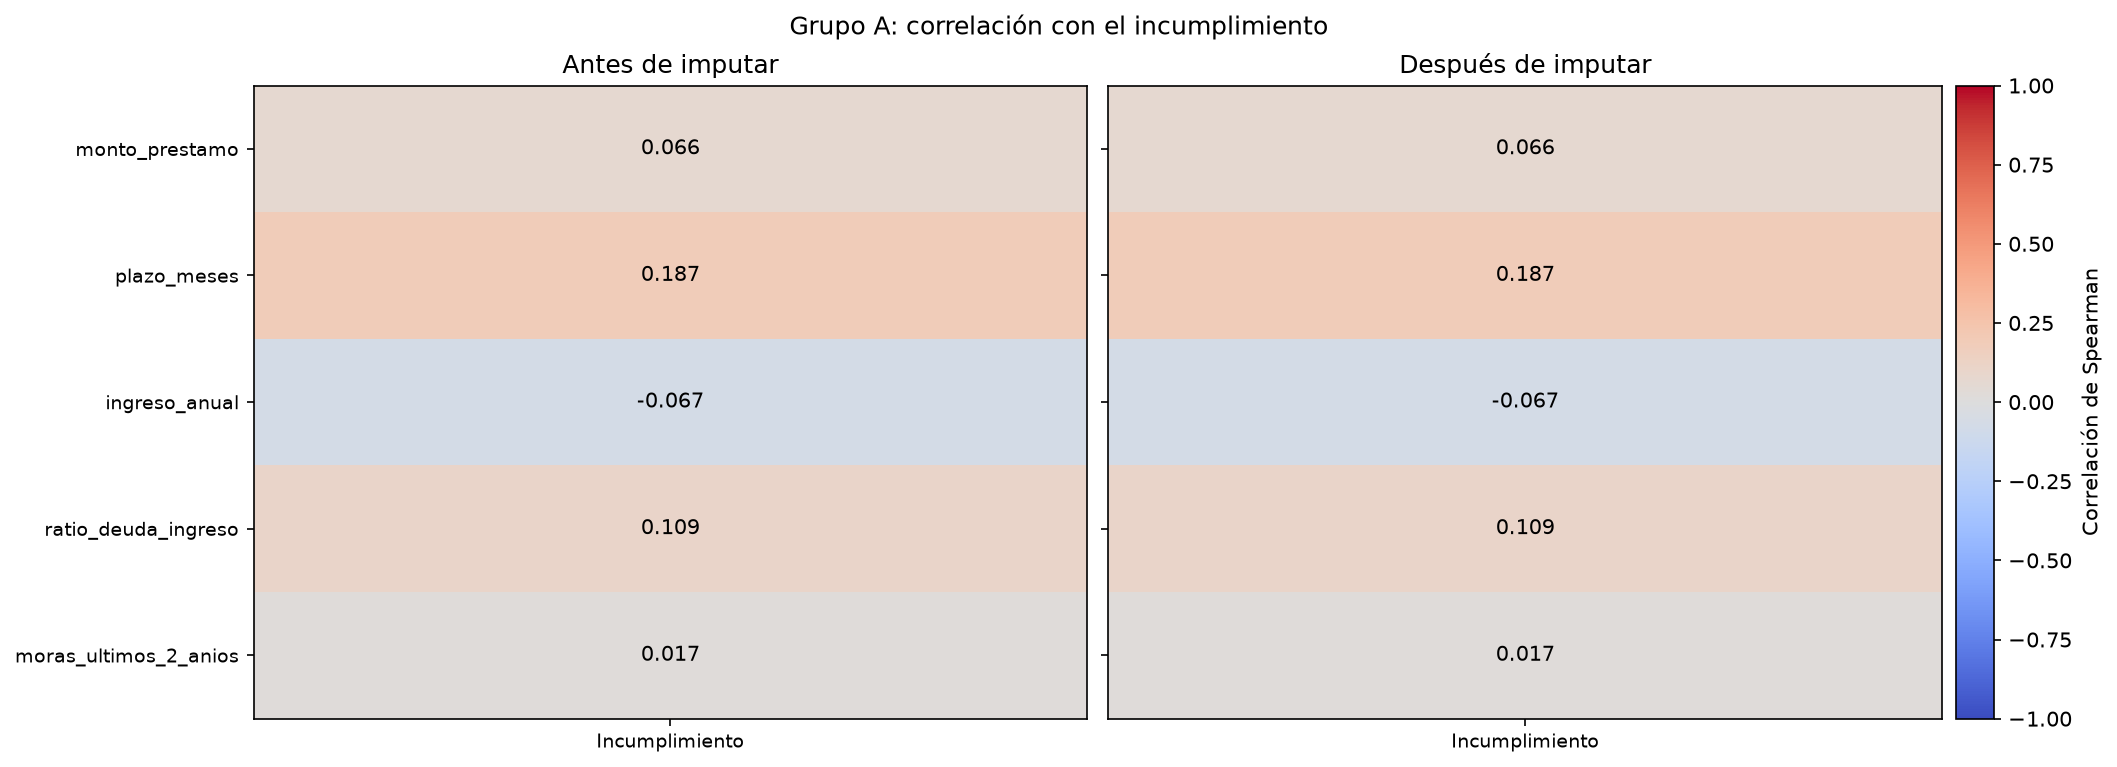 Grupo A: correlación con el incumplimiento
Antes de imputar
Después de imputar
monto_prestamo
plazo_meses
ingreso_anual
ratio_deuda_ingreso
moras_ultimos_2_anios
0.066
0.187
-0.067
0.109
0.017
Incumplimiento
0.066
0.187
-0.067
0.109
0.017
Incumplimiento
1.00
0.75
0.50
0.25
0.00
−0.25
−0.50
−0.75
−1.00
Correlación de Spearman